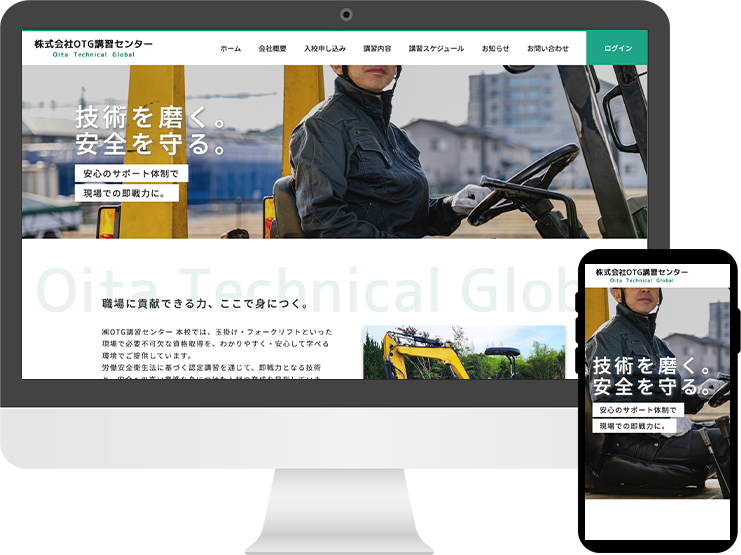 株式会社OTG講習センター
Oita Technical Global
ホーム 会社概要 入校申し込み 講習内容 講習スケジュール お知らせ お問い合わせ ログイン
技術を磨く。
安全を守る。
安心のサポート体制で
現場での即戦力に。
Oita Technical Glob
職場に貢献できる力、ここで身につく。
㈱OTG講習センター 本校では、玉掛け・フォークリフトといった
現場で必要不可欠な資格取得を、わかりやすく・安心して学べる
環境でご提供しています。
労働安全衛生法に基づく認定講習を通じて、即戦力となる技術
株式会社OTG講習センター
Oita Technical Global
技術を磨く。
安全を守る。
安心のサポート体制で
現場での即戦力に。